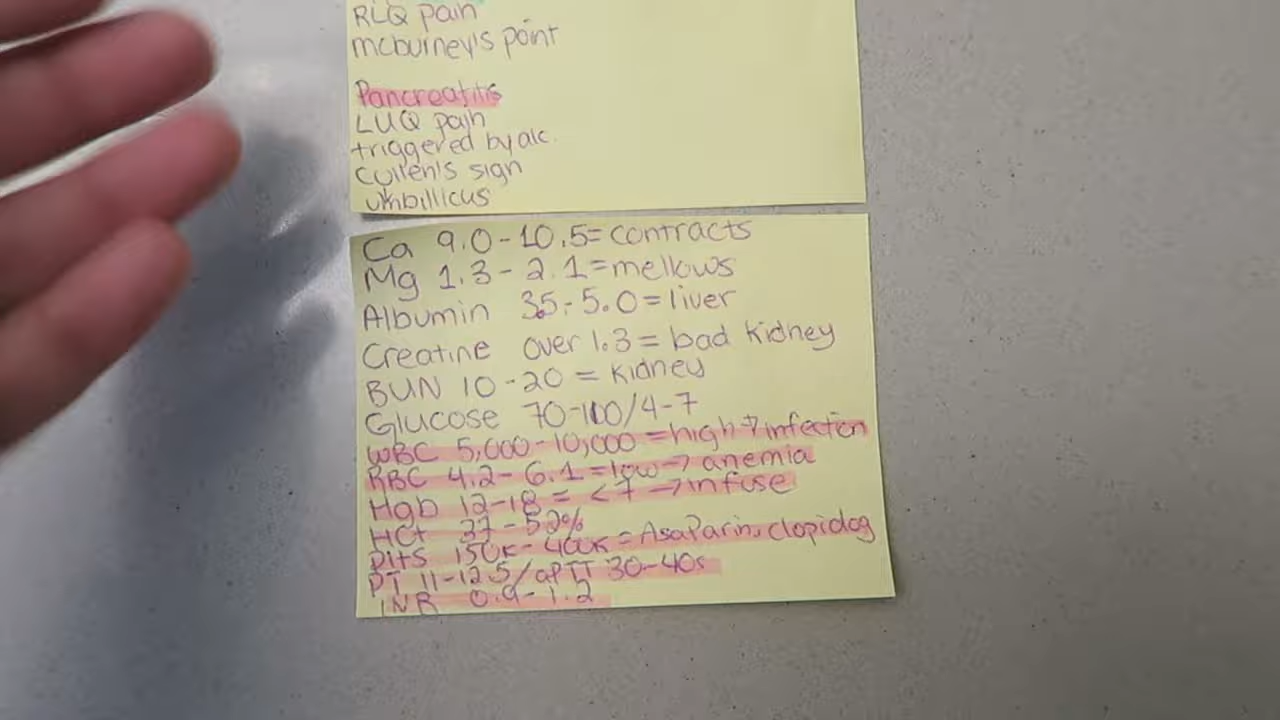 RLQ pain
mcburney's point
Pancreatitis
LUQ pain
triggered by alc.
Cullen's sign
umbillicus
Ca 9.0-10.5= contracts
Mg 1.3-2.1=mellows
Albumin 3.5-5.0=liver
Creatine over 1.3= bad kidney
BUN 10-20 = kidney
Glucose 70-100/4-7
WBC 5,000-10,000 =high→infection
RBC 4.2-6.1=low→ anemia
Hgb 12-18 = <7 →infuse
HCt 37-52%
Plts 150K-400K= Asaparin, clopidog
PT 11-12.5/aPTT 30-40s
INR 0.9-1.2